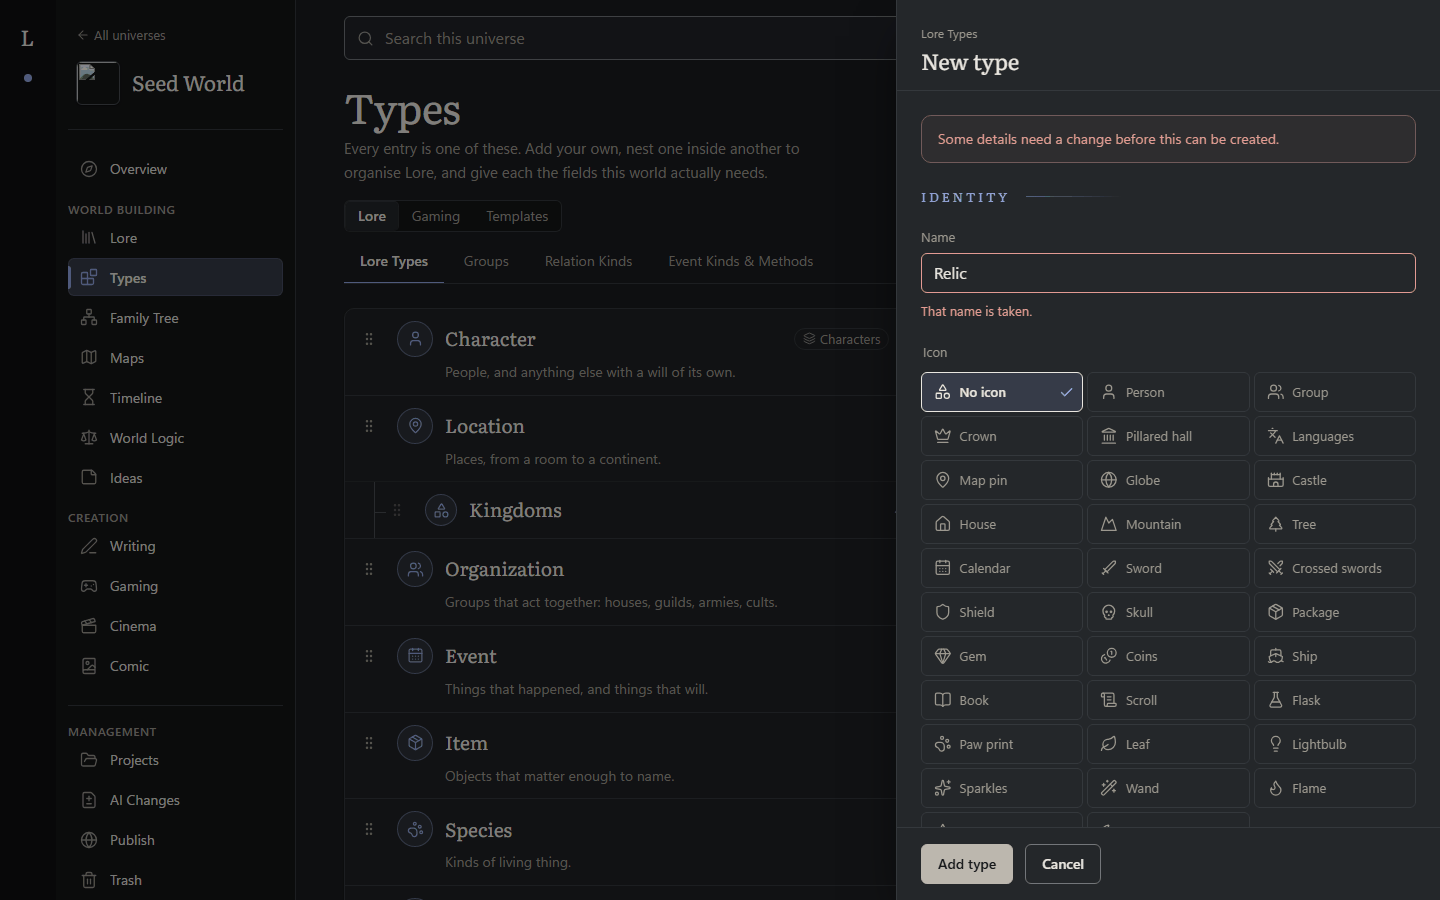 L
All universes
Seed World
Overview
WORLD BUILDING
Lore
Types
Family Tree
Maps
Timeline
World Logic
Ideas
CREATION
Writing
Gaming
Cinema
Comic
MANAGEMENT
Projects
AI Changes
Publish
Trash
Search this universe
Types
Every entry is one of these. Add your own, nest one inside another to
organise Lore, and give each the fields this world actually needs.
Lore Gaming Templates
Lore Types Groups Relation Kinds Event Kinds & Methods
Character Characters
People, and anything else with a will of its own.
Location
Places, from a room to a continent.
Kingdoms
Organization
Groups that act together: houses, guilds, armies, cults.
Event
Things that happened, and things that will.
Item
Objects that matter enough to name.
Species
Kinds of living thing.
Lore Types
New type
Some details need a change before this can be created.
IDENTITY
Name
Relic
That name is taken.
Icon
No icon Person Group
Crown Pillared hall Languages
Map pin Globe Castle
House Mountain Tree
Calendar Sword Crossed swords
Shield Skull Package
Gem Coins Ship
Book Scroll Flask
Paw print Leaf Lightbulb
Sparkles Wand Flame
Add type Cancel